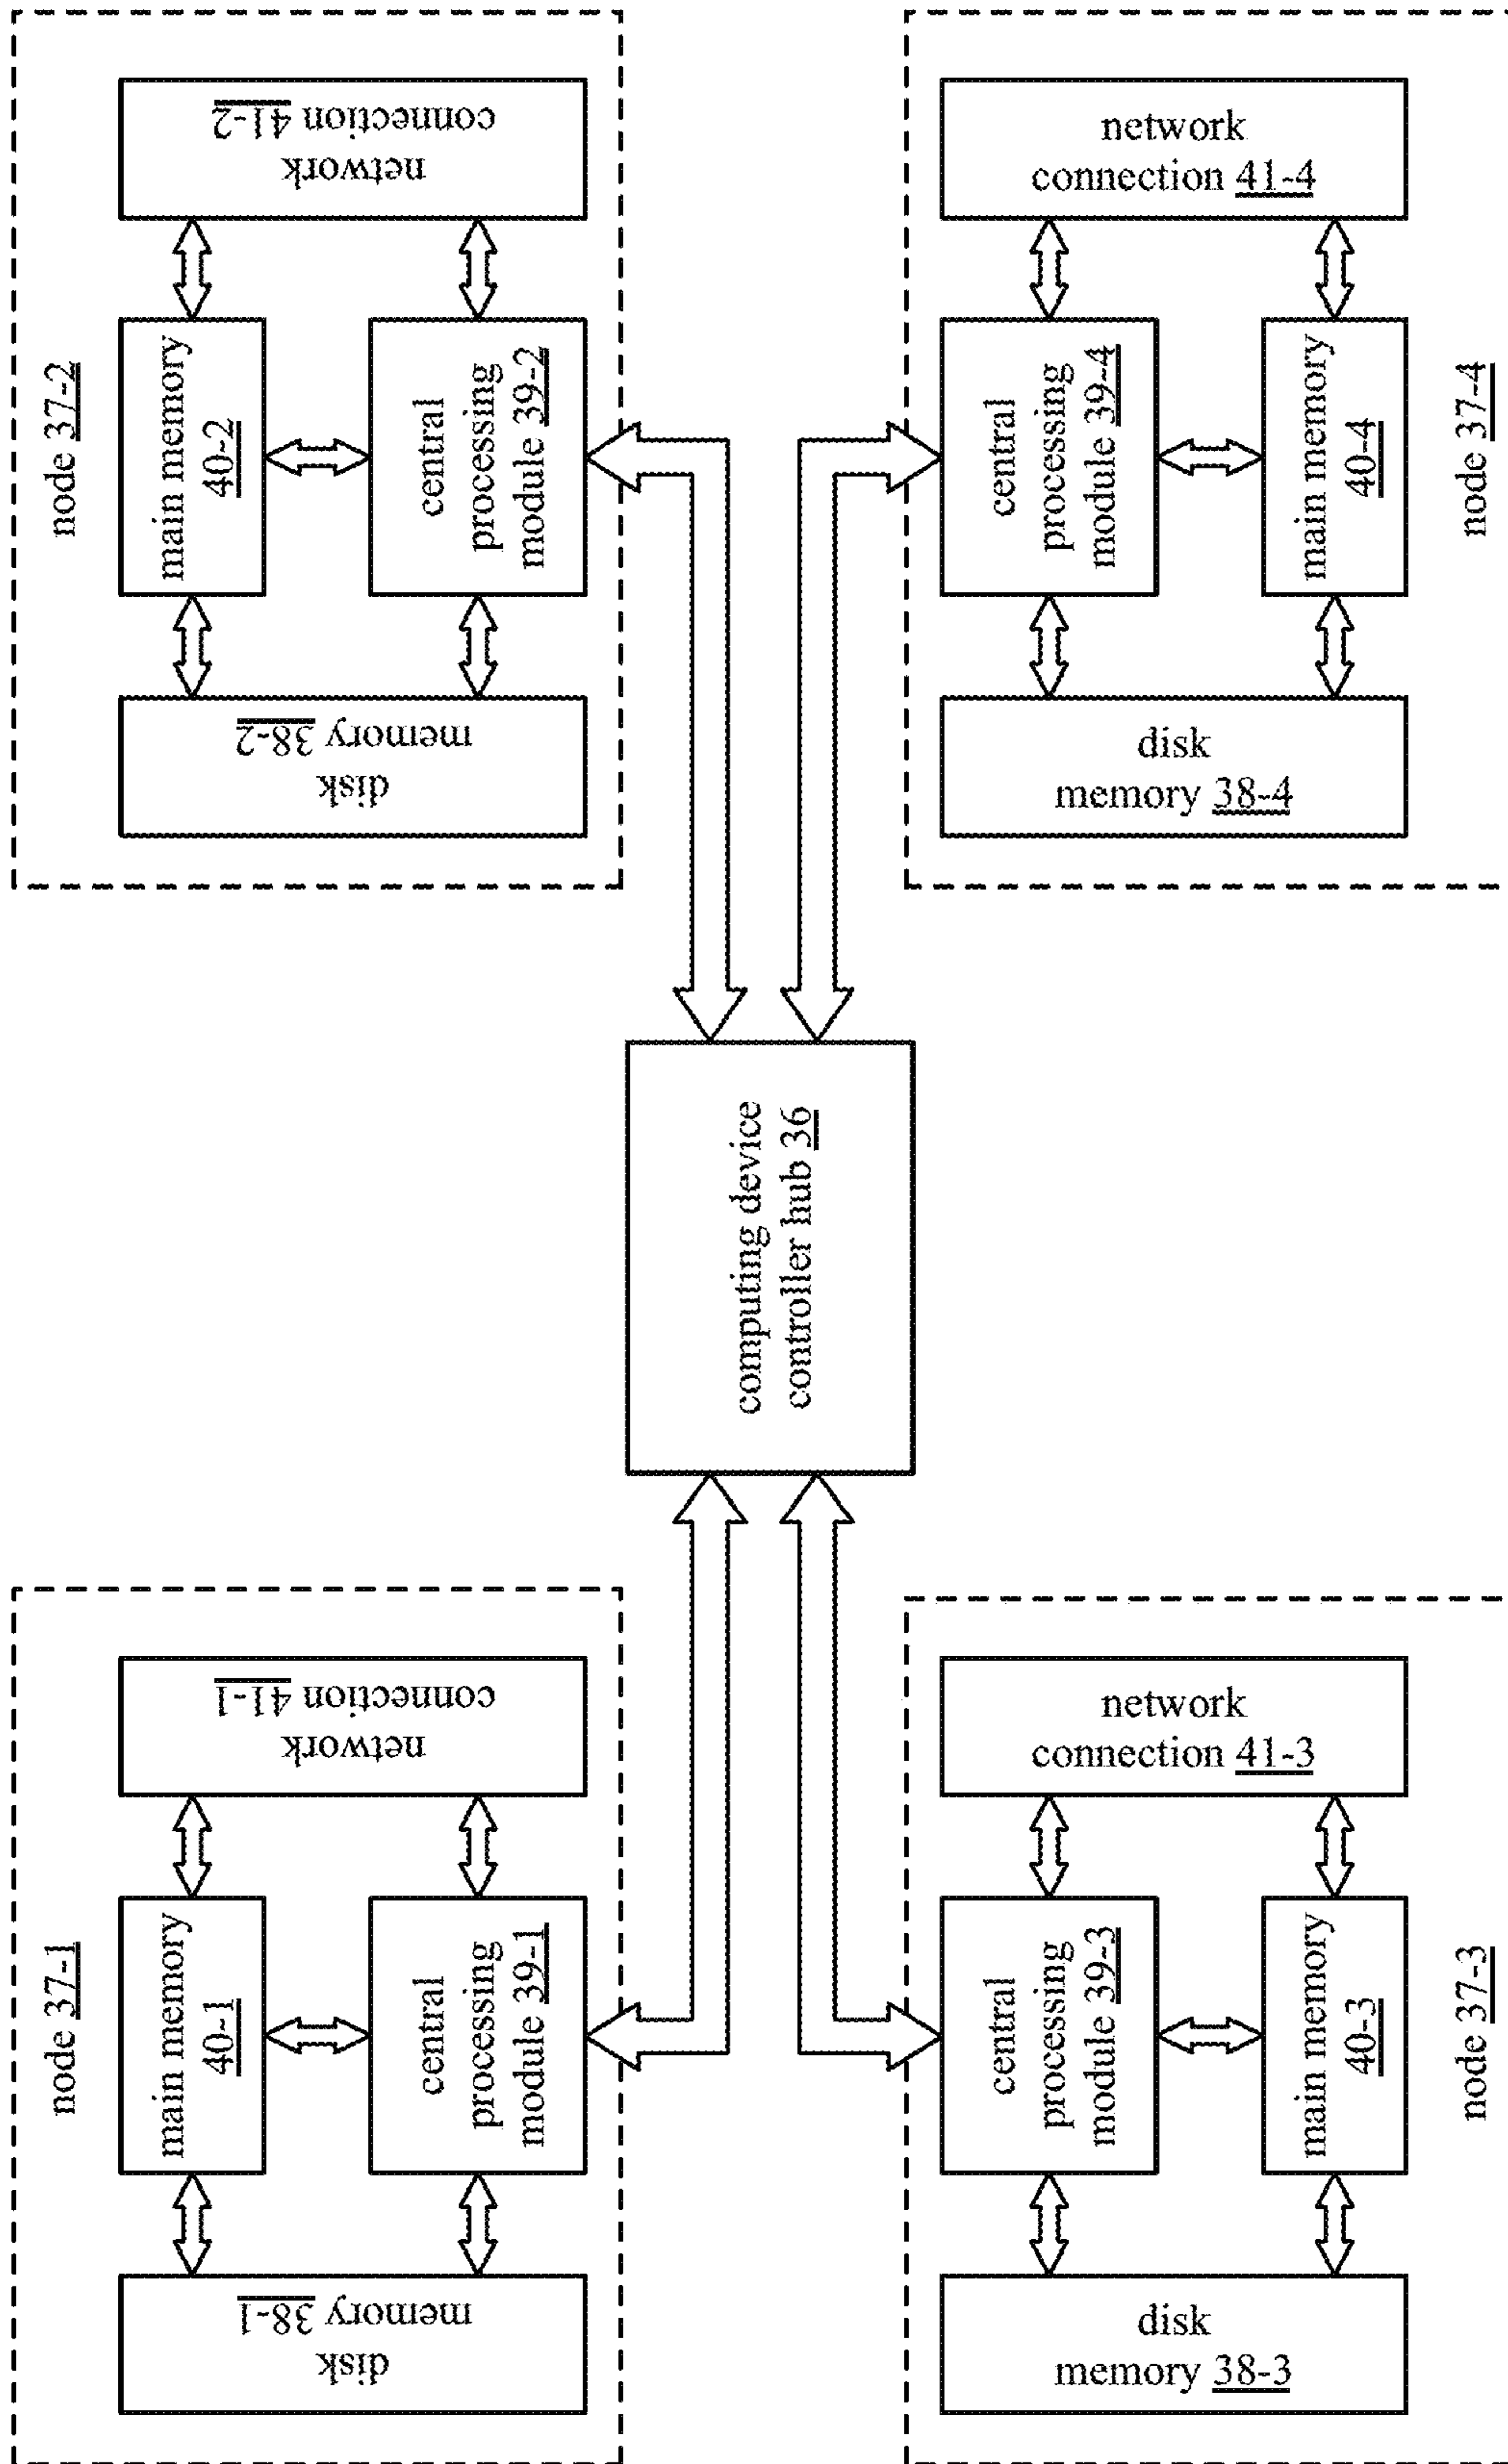 node 37-1
main memory
40-1
central
processing
module 39-1
network
connection 41-1
disk
memory 38-1
node 37-2
main memory
40-2
central
processing
module 39-2
network
connection 41-2
disk
memory 38-2
computing device
controller hub 36
network
connection 41-3
central
processing
module 39-3
main memory
40-3
disk
memory 38-3
node 37-3
network
connection 41-4
central
processing
module 39-4
main memory
40-4
disk
memory 38-4
node 37-4